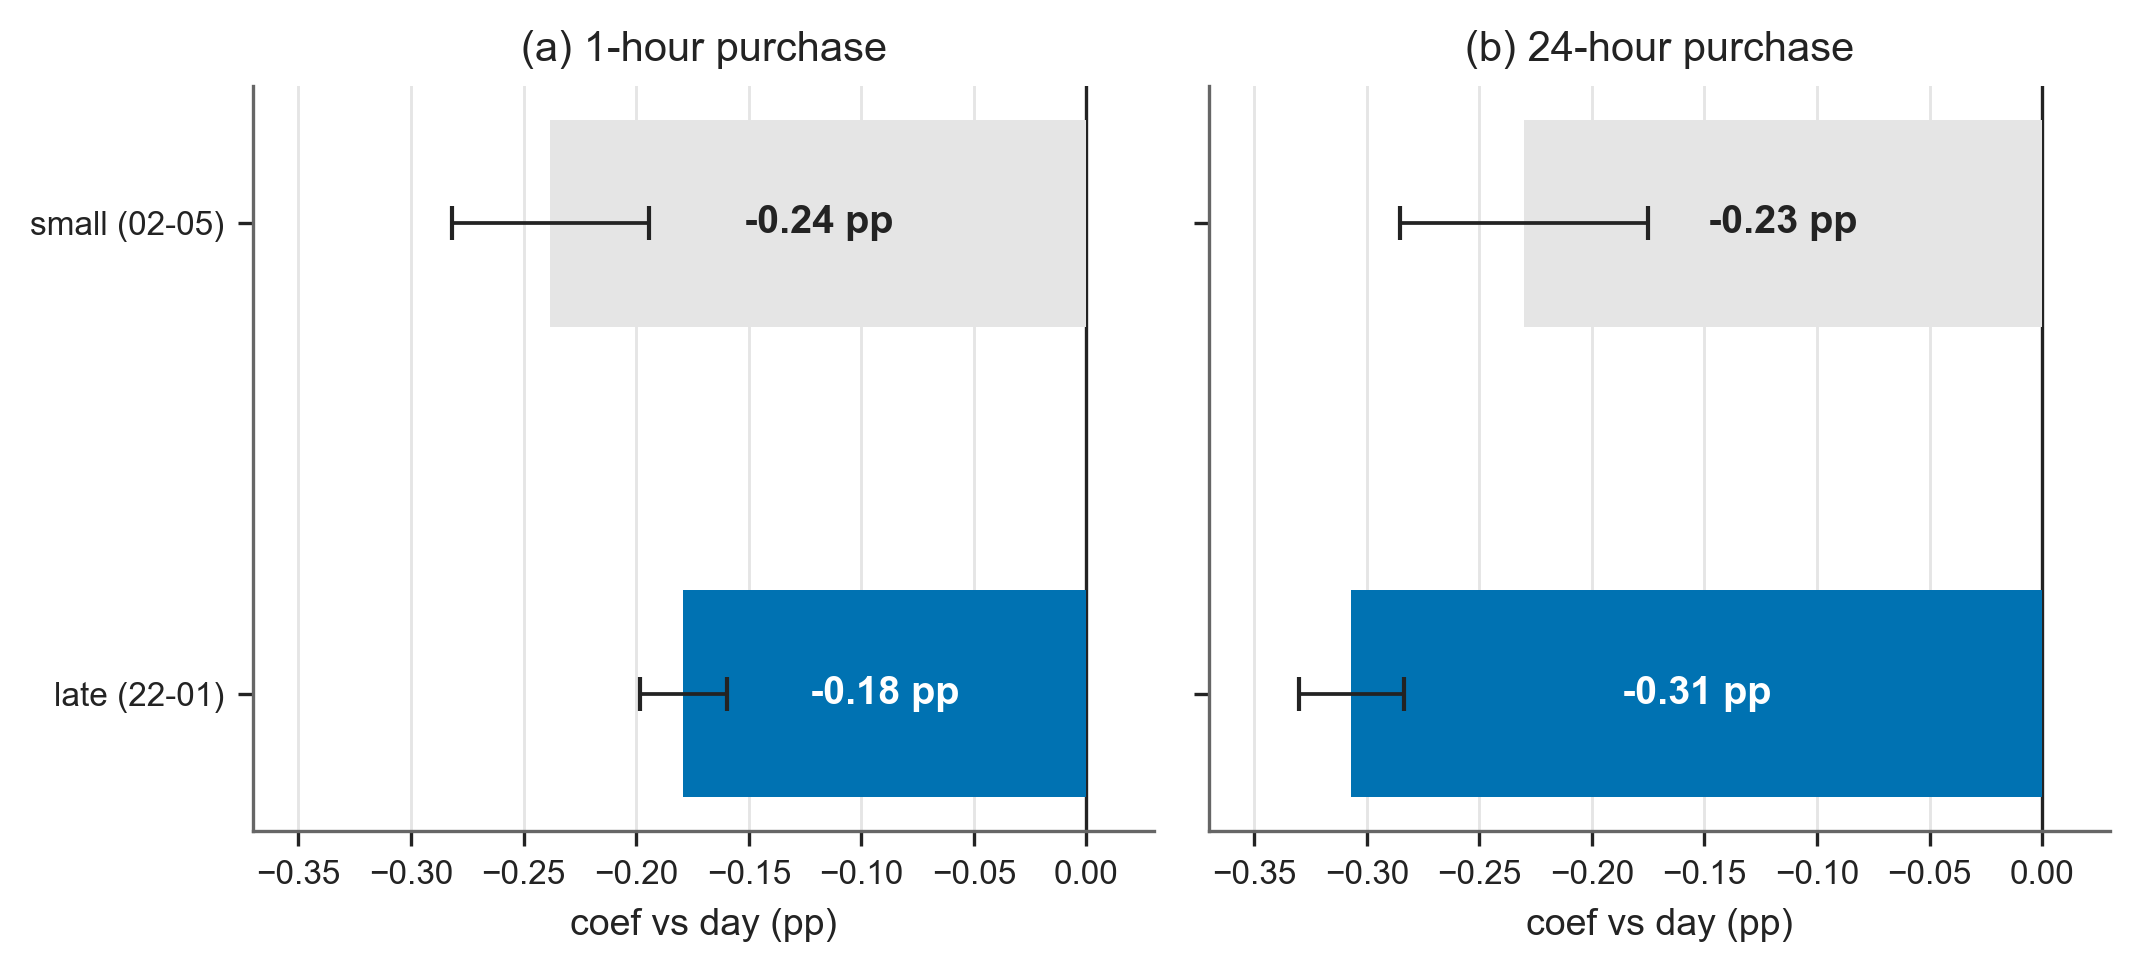 (a) 1-hour purchase
small (02-05)
-0.24 pp
late (22-01)
-0.18 pp
−0.35 −0.30 −0.25 −0.20 −0.15 −0.10 −0.05 0.00
coef vs day (pp)
(b) 24-hour purchase
-0.23 pp
-0.31 pp
−0.35 −0.30 −0.25 −0.20 −0.15 −0.10 −0.05 0.00
coef vs day (pp)